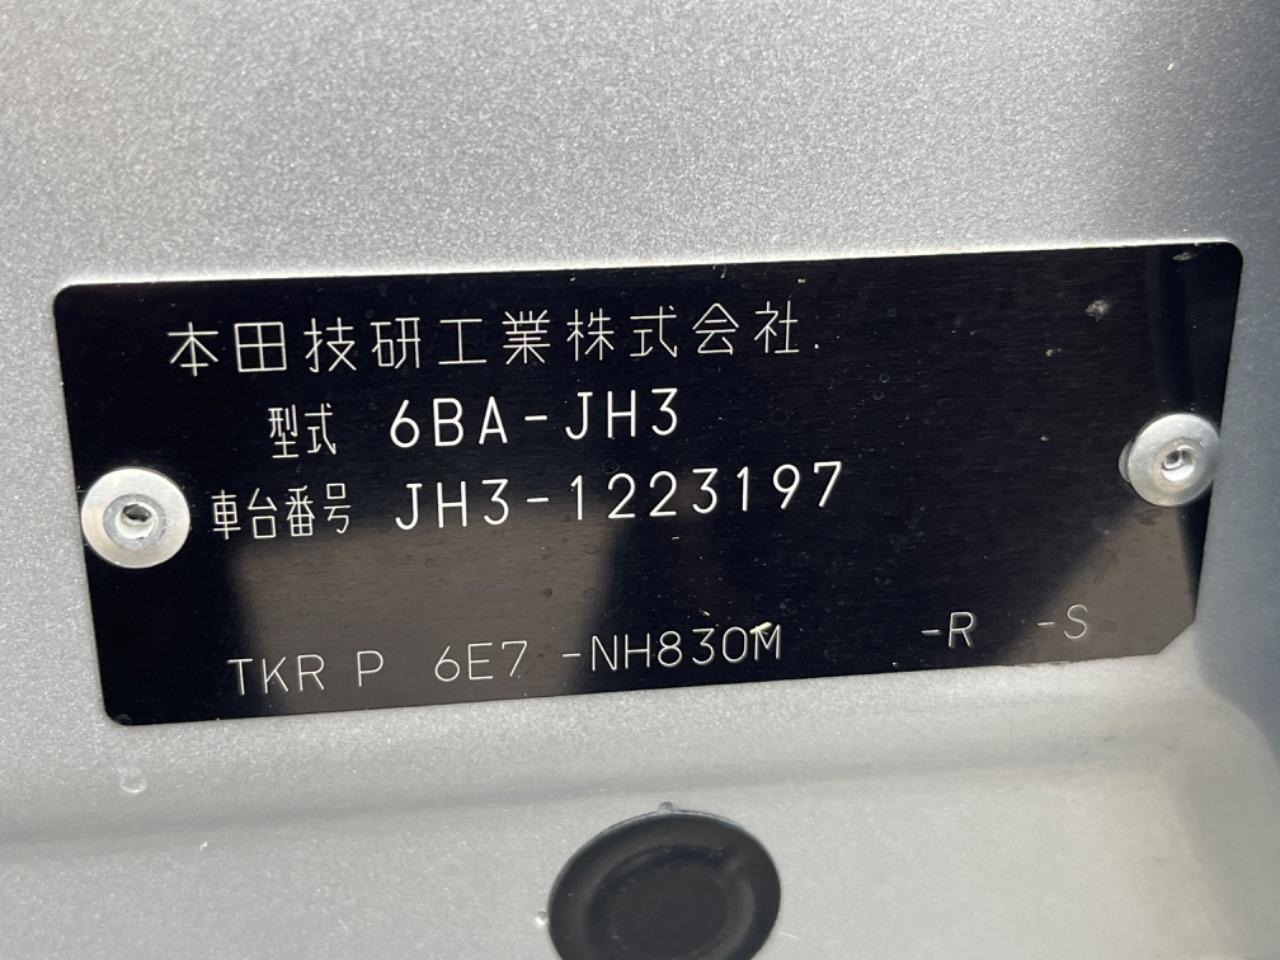 本田技研工業株式会社.
型式 6BA-JH3
車台番号 JH3-1223197
TKR P 6E7 -NH830M -R -S